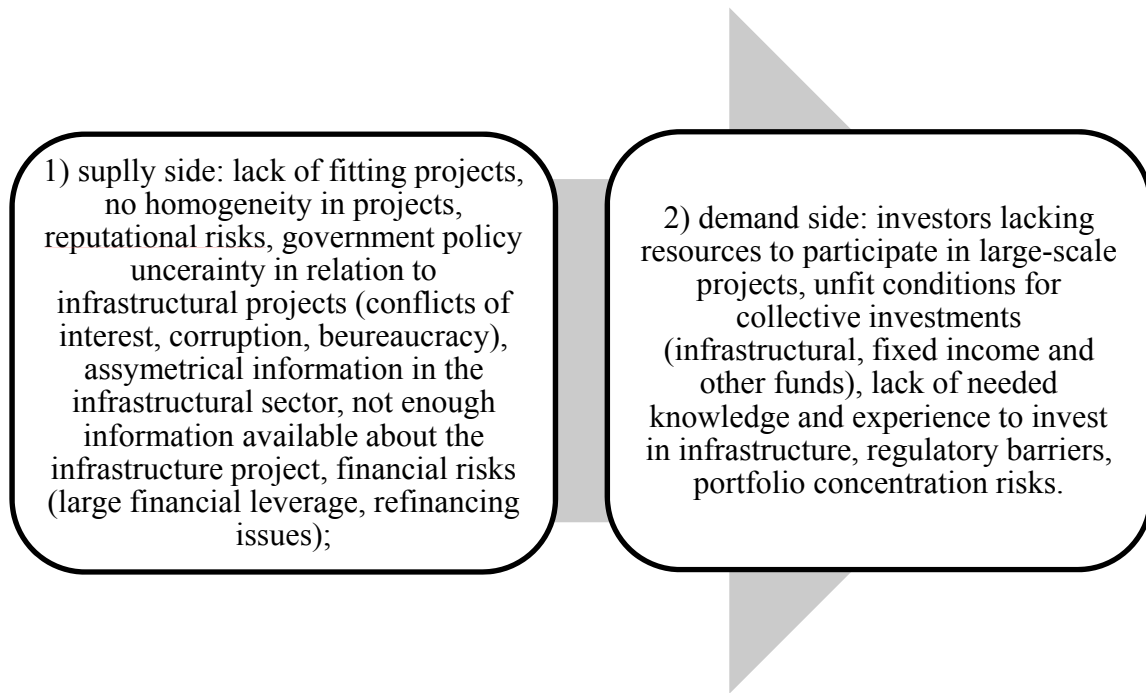 1) suplly side: lack of fitting projects,
no homogeneity in projects,
reputational risks, government policy
uncerainty in relation to
infrastructural projects (conflicts of
interest, corruption, beureaucracy),
assymetrical information in the
infrastructural sector, not enough
information available about the
infrastructure project, financial risks
(large financial leverage, refinancing
issues);
2) demand side: investors lacking
resources to participate in large-scale
projects, unfit conditions for
collective investments
(infrastructural, fixed income and
other funds), lack of needed
knowledge and experience to invest
in infrastructure, regulatory barriers,
portfolio concentration risks.